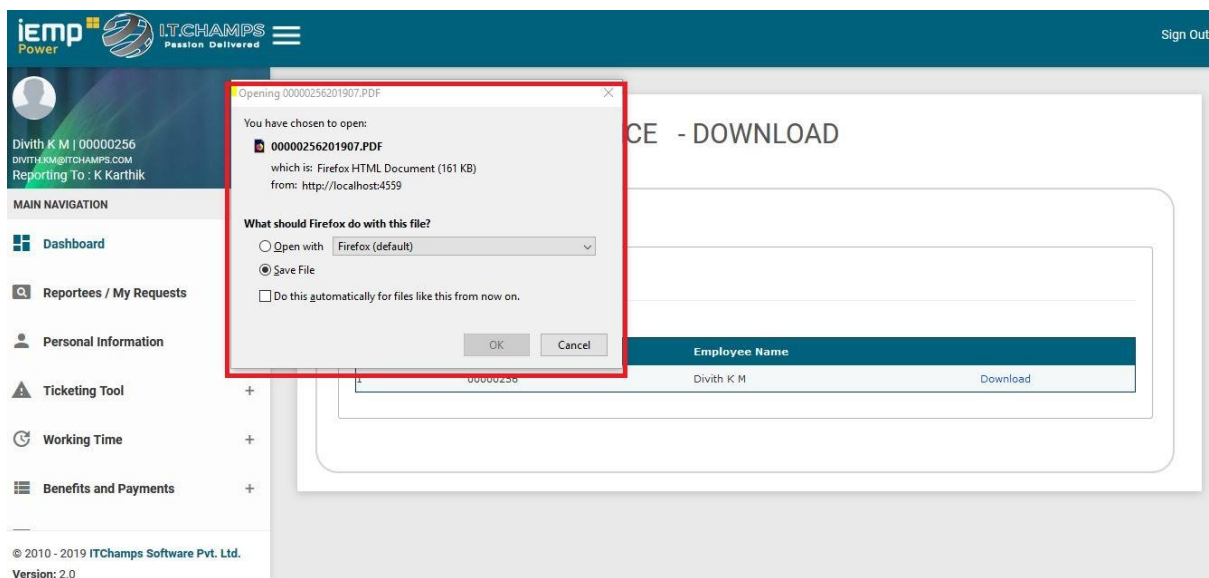 iEMP Power
I.T.CHAMPS
Passion Delivered
Sign Out
Divith K M | 00000256
DIVITH.KM@ITCHAMPS.COM
Reporting To : K Karthik
MAIN NAVIGATION
Dashboard
Reportees / My Requests
Personal Information
Ticketing Tool +
Working Time +
Benefits and Payments +
© 2010 - 2019 ITChamps Software Pvt. Ltd.
Version: 2.0
Opening 00000256201907.PDF
You have chosen to open:
00000256201907.PDF
which is: Firefox HTML Document (161 KB)
from: http://localhost:4559
What should Firefox do with this file?
Open with Firefox (default)
Save File
Do this automatically for files like this from now on.
OK Cancel
CE - DOWNLOAD
Employee Name
1 00000256 Divith K M Download